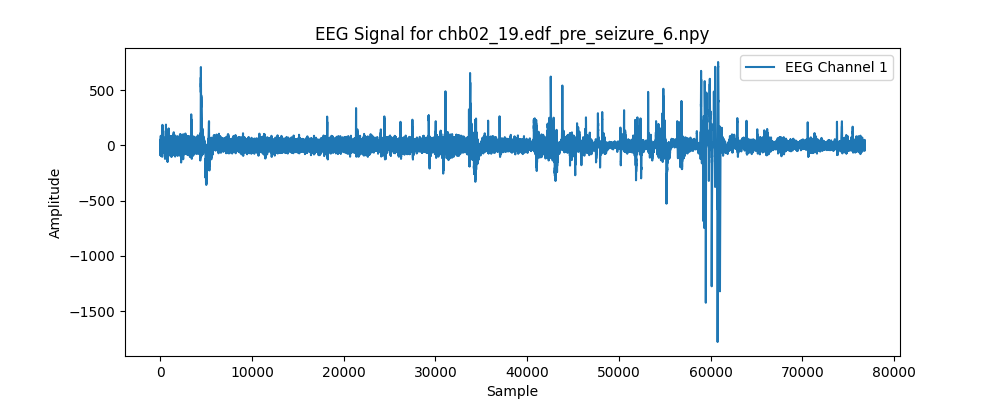 EEG Signal for chb02_19.edf_pre_seizure_6.npy
EEG Channel 1
500
0
−500
−1000
−1500
Amplitude
0 10000 20000 30000 40000 50000 60000 70000 80000
Sample